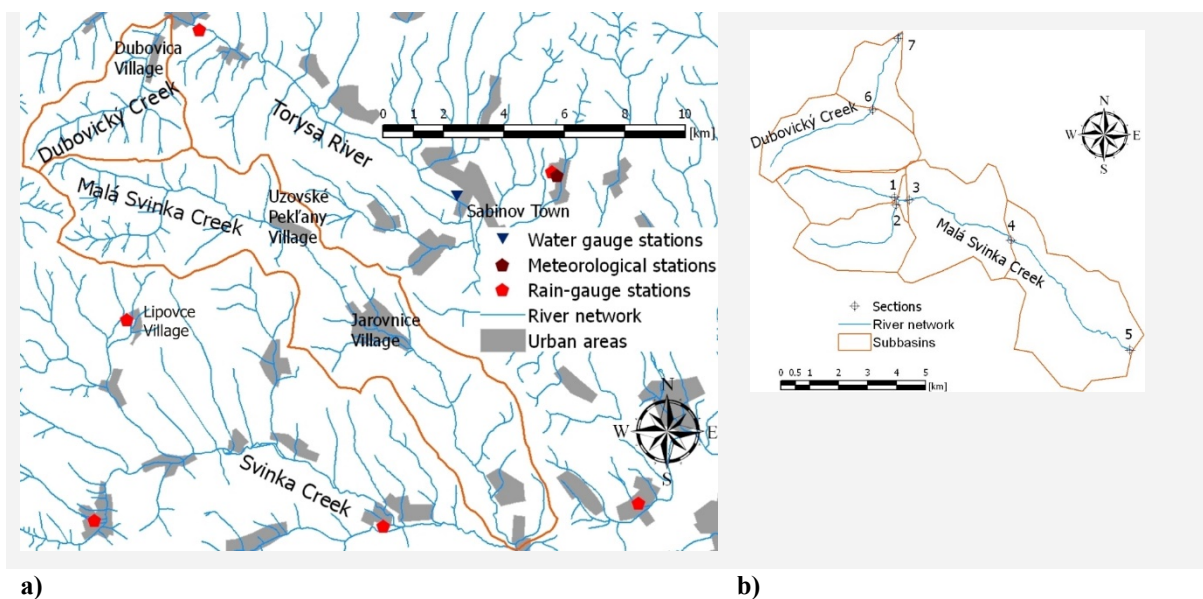 Dubovica
Village
Dubovický Creek
Torysa River
0 2 4 6 8 10
[km]
Malá Svinka Creek
Uzovské
Pekľany
Village
Sabinov Town
Water gauge stations
Meteorological stations
Rain-gauge stations
River network
Urban areas
Lipovce
Village
Jarovnice
Village
N
W E
S
Svinka Creek
a)
7
6
Dubovický Creek
N
W E
S
1 3
2
4
Malá Svinka Creek
5
Sections
River network
Subbasins
0 0.5 1 2 3 4 5
[km]
b)